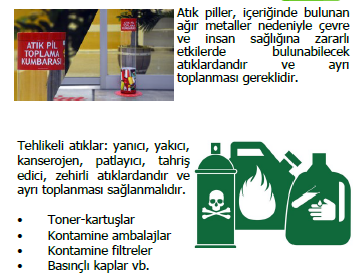 ATIK PİL
TOPLAMA
KUMBARASI
Atık piller, içeriğinde bulunan
ağır metaller nedeniyle çevre
ve insan sağlığına zararlı
etkilerde bulunabilecek
atıklardandır ve ayrı
toplanması gereklidir.
Tehlikeli atıklar: yanıcı, yakıcı,
kanserojen, patlayıcı, tahriş
edici, zehirli atıklardandır ve
ayrı toplanması sağlanmalıdır.
• Toner-kartuşlar
• Kontamine ambalajlar
• Kontamine filtreler
• Basınçlı kaplar vb.